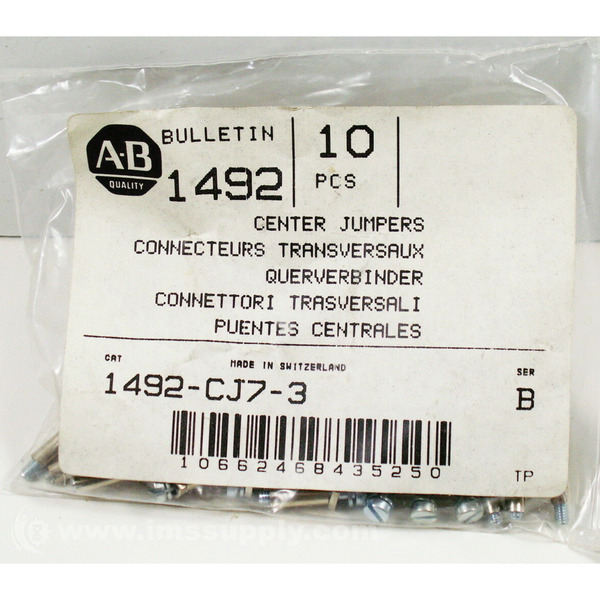 A-B
QUALITY
BULLETIN
1492
10
PCS
CENTER JUMPERS
CONNECTEURS TRANSVERSAUX
QUERVERBINDER
CONNETTORI TRASVERSALI
PUENTES CENTRALES
CAT
MADE IN SWITZERLAND
SER
1492-CJ7-3
B
10662468435250
TP
www.imssupply.com